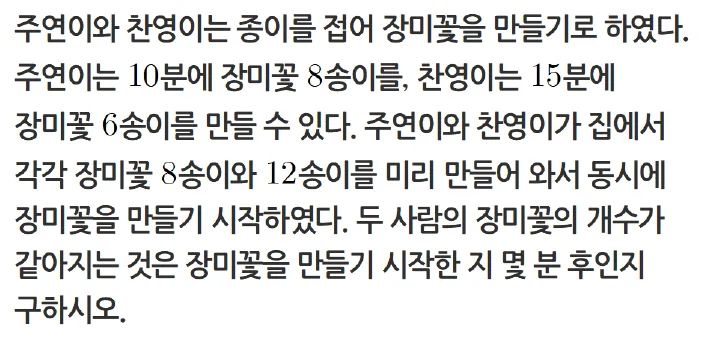 주연이와 찬영이는 종이를 접어 장미꽃을 만들기로 하였다.
주연이는 10분에 장미꽃 8송이를, 찬영이는 15분에
장미꽃 6송이를 만들 수 있다. 주연이와 찬영이가 집에서
각각 장미꽃 8송이와 12송이를 미리 만들어 와서 동시에
장미꽃을 만들기 시작하였다. 두 사람의 장미꽃의 개수가
같아지는 것은 장미꽃을 만들기 시작한 지 몇 분 후인지
구하시오.